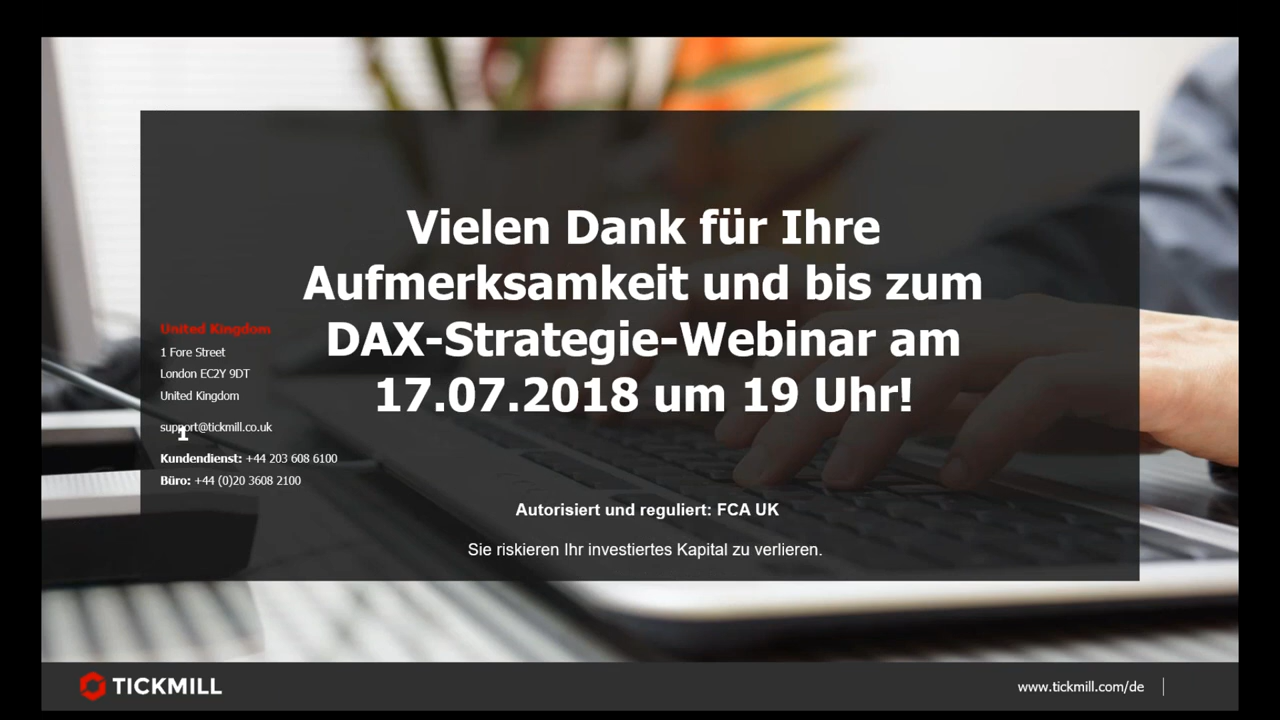 Vielen Dank für Ihre
Aufmerksamkeit und bis zum
DAX-Strategie-Webinar am
17.07.2018 um 19 Uhr!
United Kingdom
1 Fore Street
London EC2Y 9DT
United Kingdom
support@tickmill.co.uk
1
Kundendienst: +44 203 608 6100
Büro: +44 (0)20 3608 2100
Autorisiert und reguliert: FCA UK
Sie riskieren Ihr investiertes Kapital zu verlieren.
TICKMILL
www.tickmill.com/de